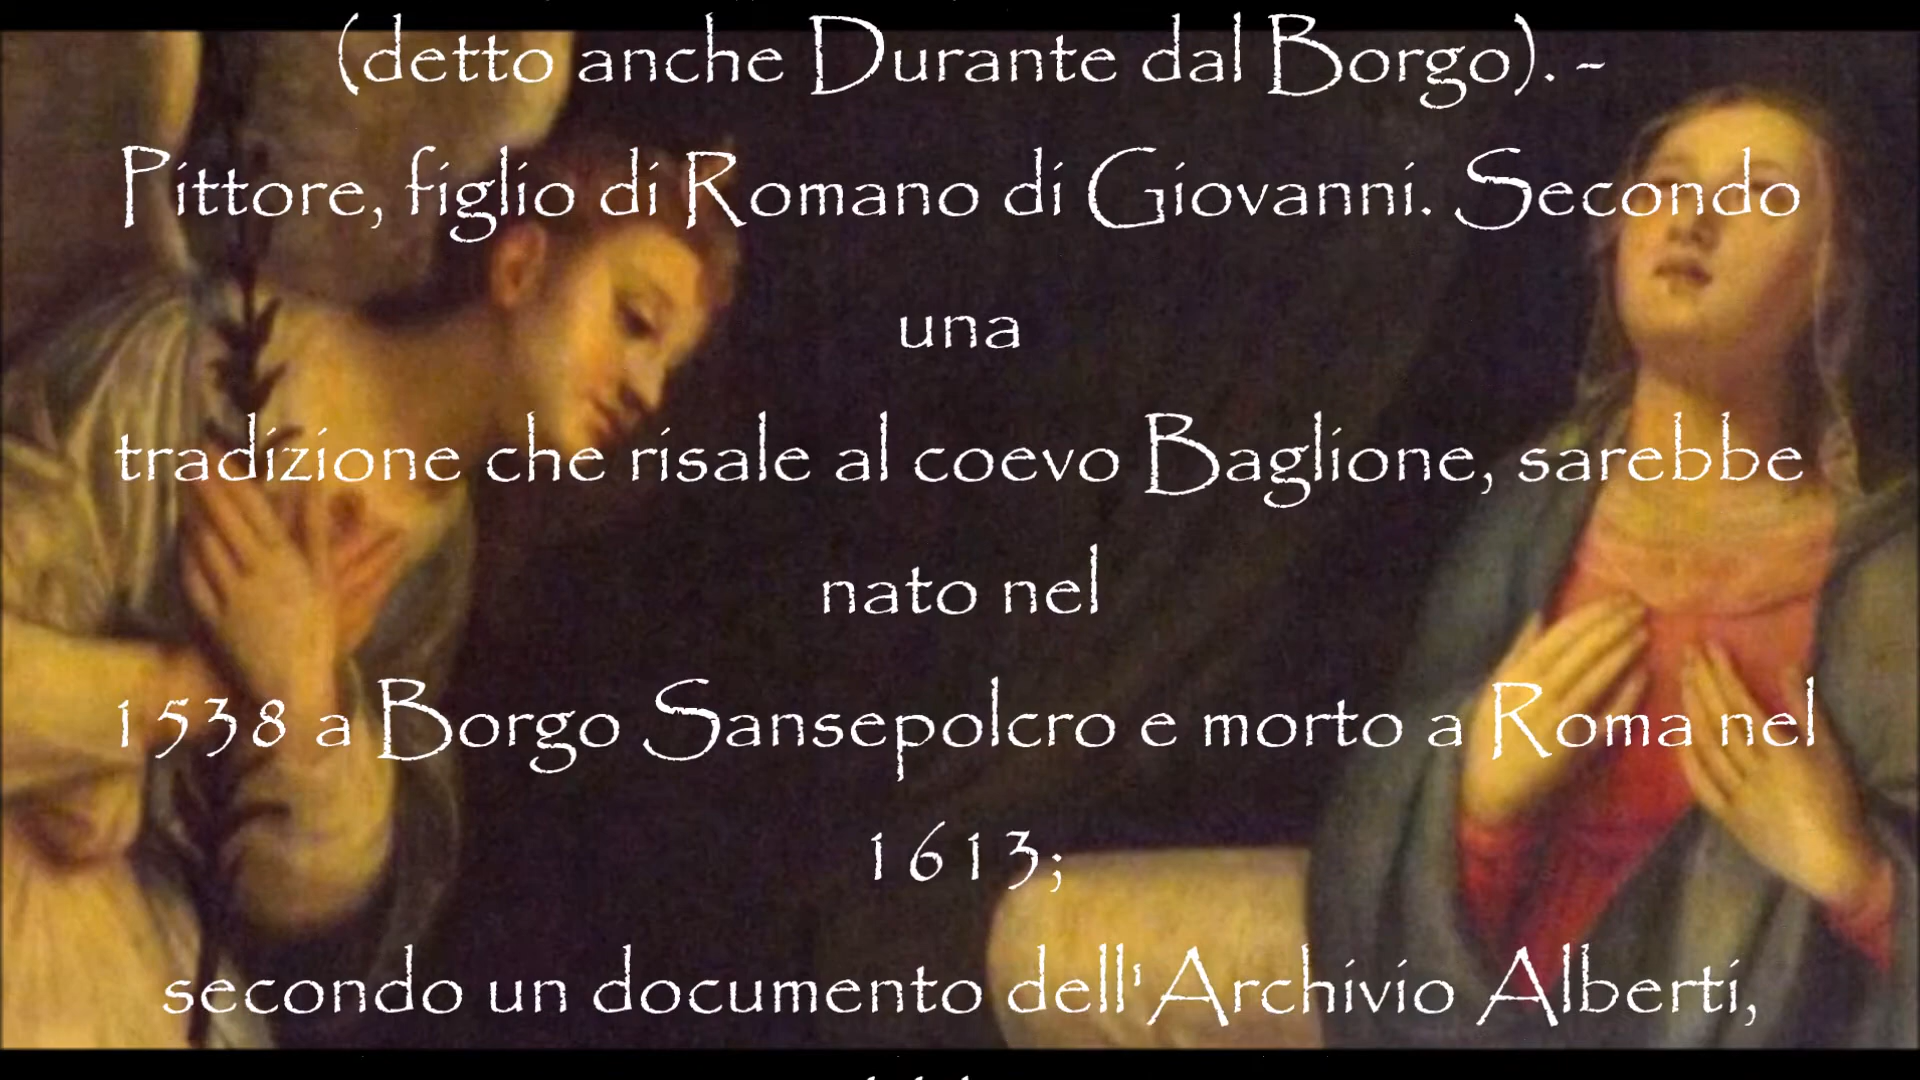 (detto anche Durante dal Borgo). -
Pittore, figlio di Romano di Giovanni. Secondo
una
tradizione che risale al coevo Baglione, sarebbe
nato nel
1538 a Borgo Sansepolcro e morto a Roma nel
1613;
secondo un documento dell'Archivio Alberti,